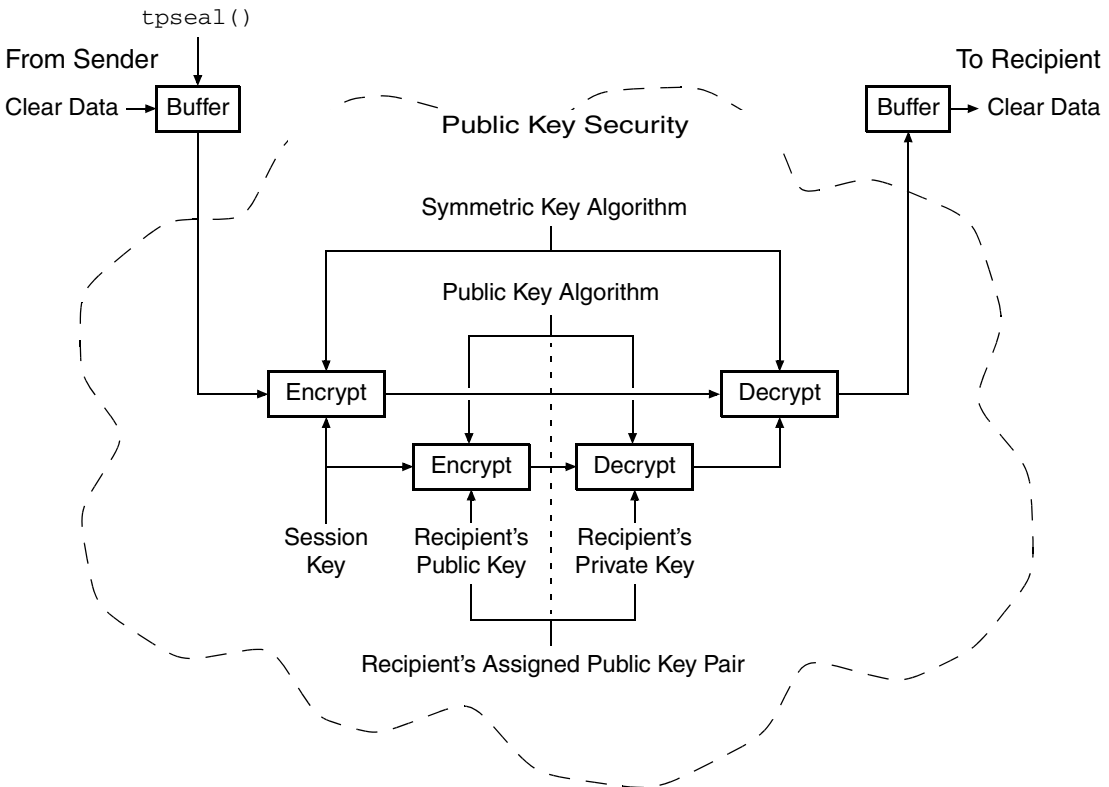 tpseal()
From Sender
To Recipient
Clear Data
Buffer
Buffer
Clear Data
Public Key Security
Symmetric Key Algorithm
Public Key Algorithm
Encrypt
Decrypt
Encrypt
Decrypt
Session
Key
Recipient’s
Public Key
Recipient’s
Private Key
Recipient’s Assigned Public Key Pair